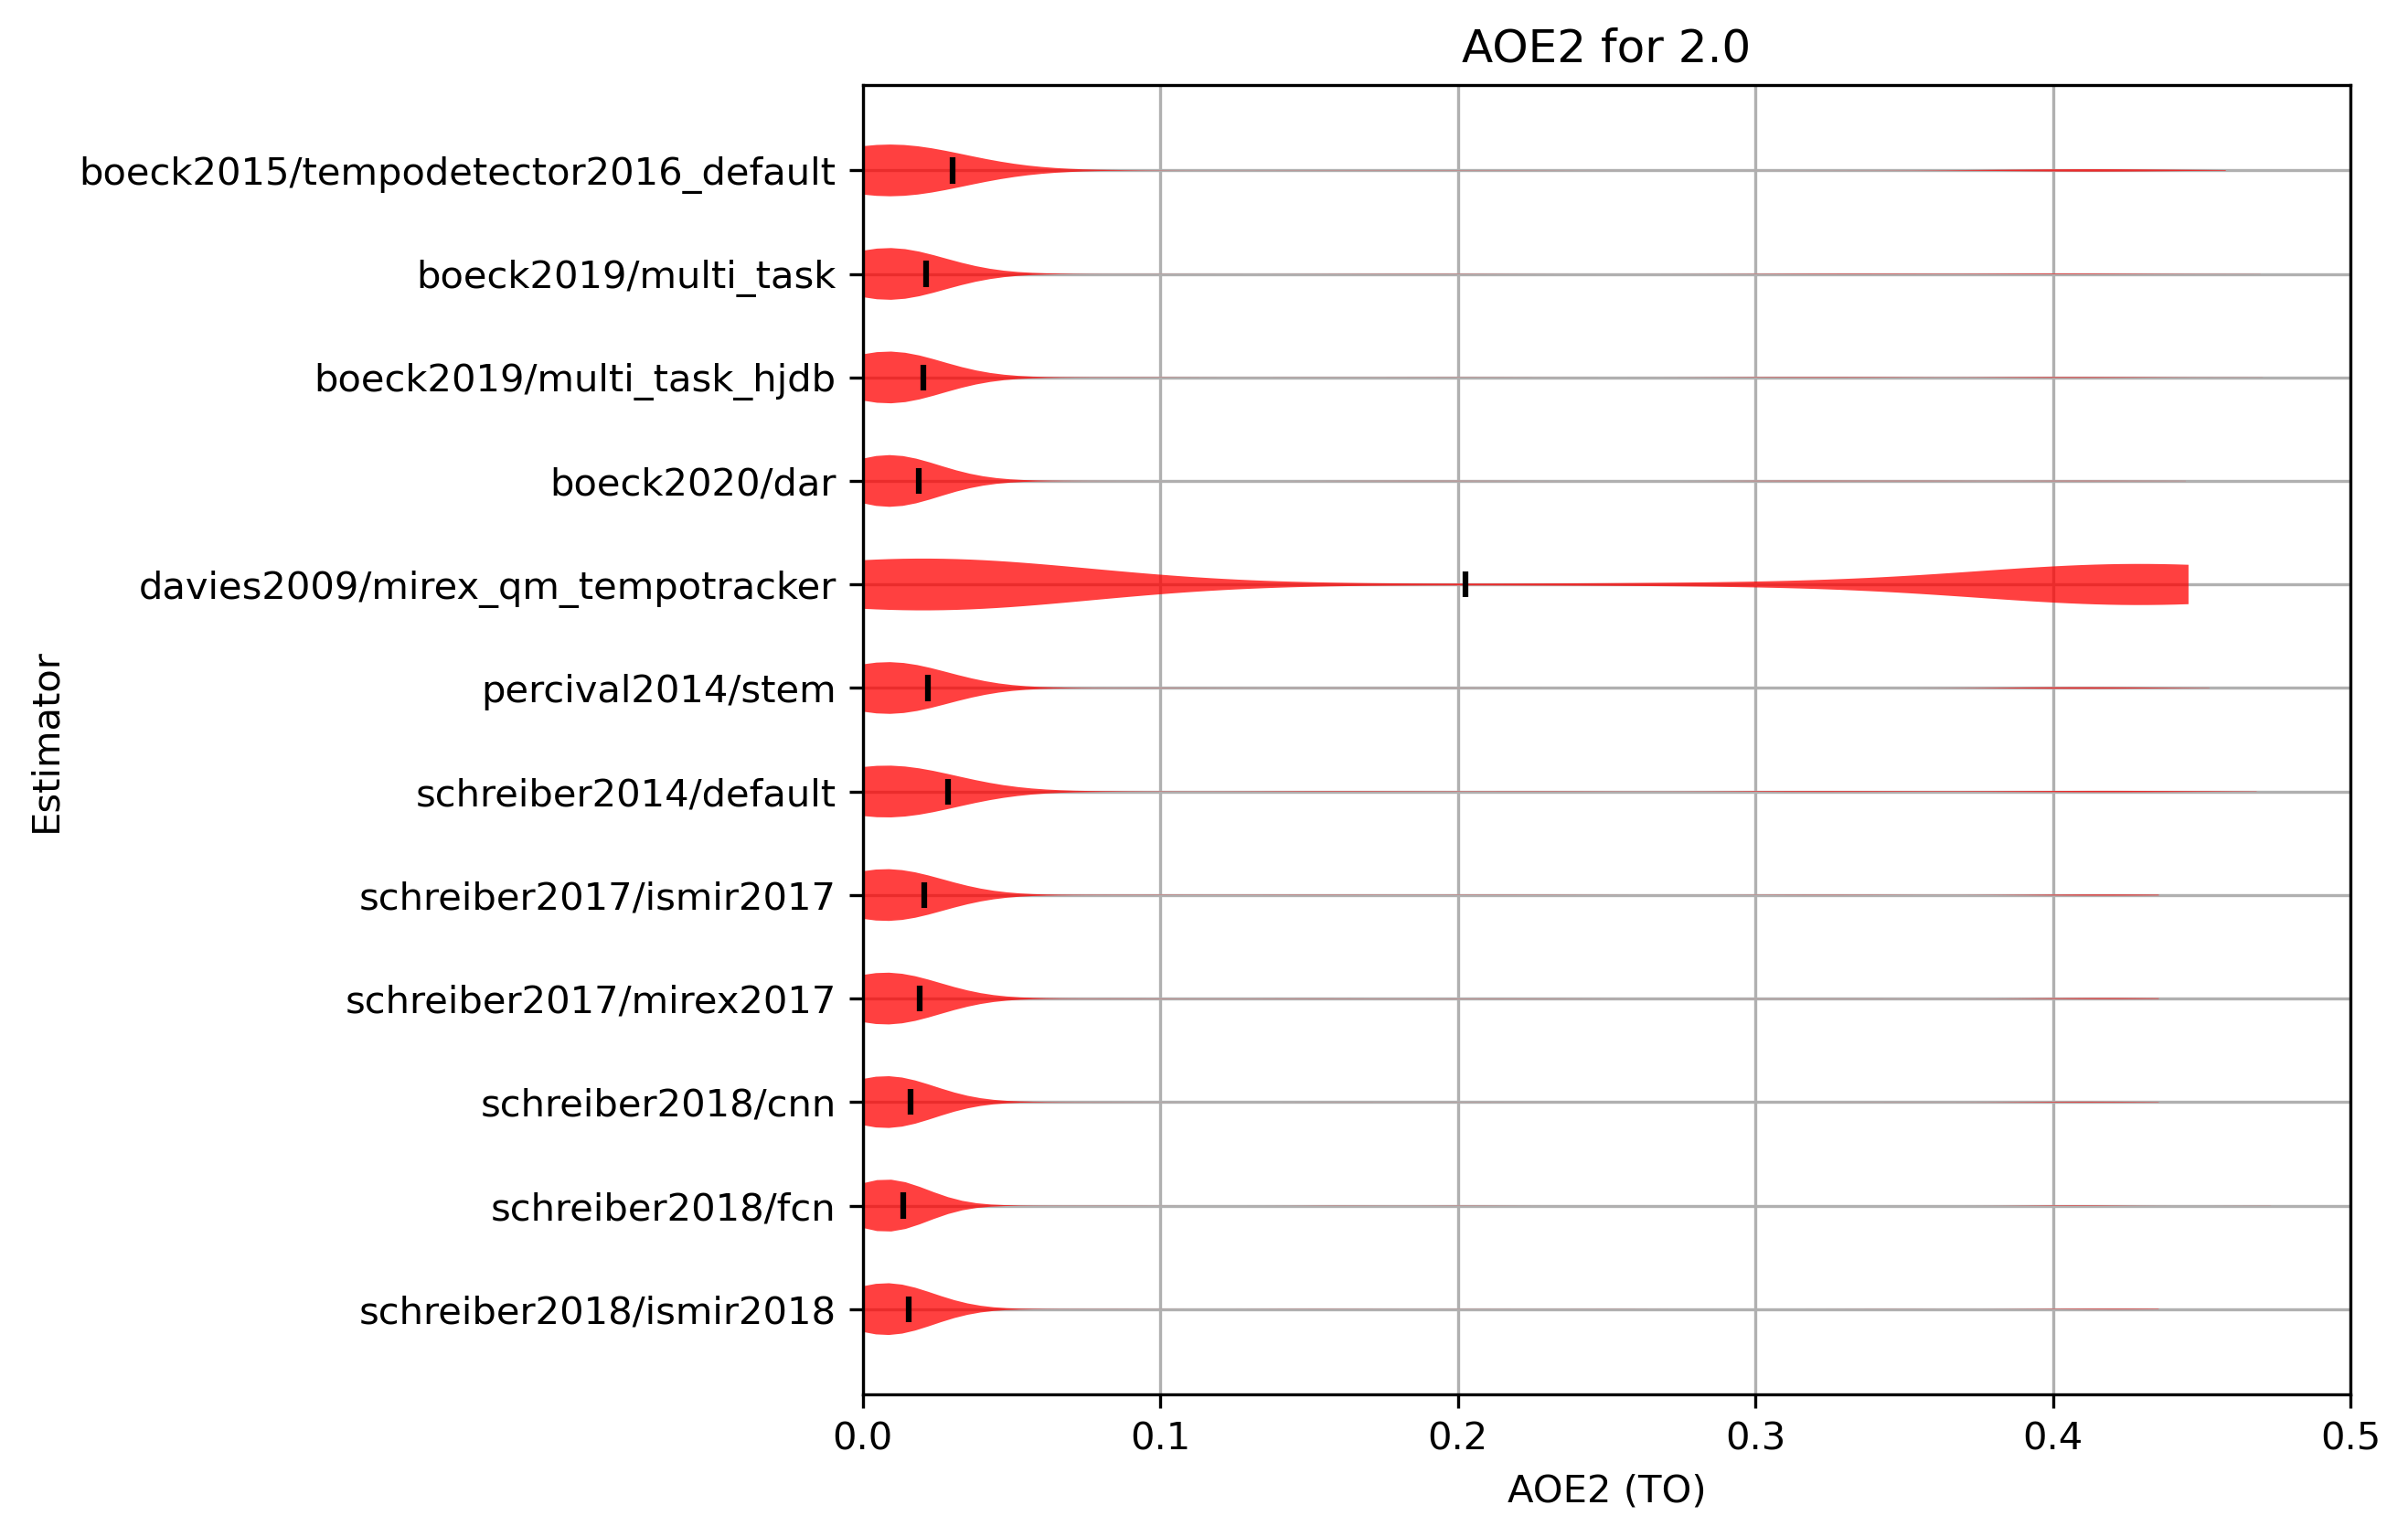 AOE2 for 2.0
boeck2015/tempodetector2016_default
boeck2019/multi_task
boeck2019/multi_task_hjdb
boeck2020/dar
davies2009/mirex_qm_tempotracker
percival2014/stem
schreiber2014/default
schreiber2017/ismir2017
schreiber2017/mirex2017
schreiber2018/cnn
schreiber2018/fcn
schreiber2018/ismir2018
Estimator
0.0 0.1 0.2 0.3 0.4 0.5
AOE2 (TO)